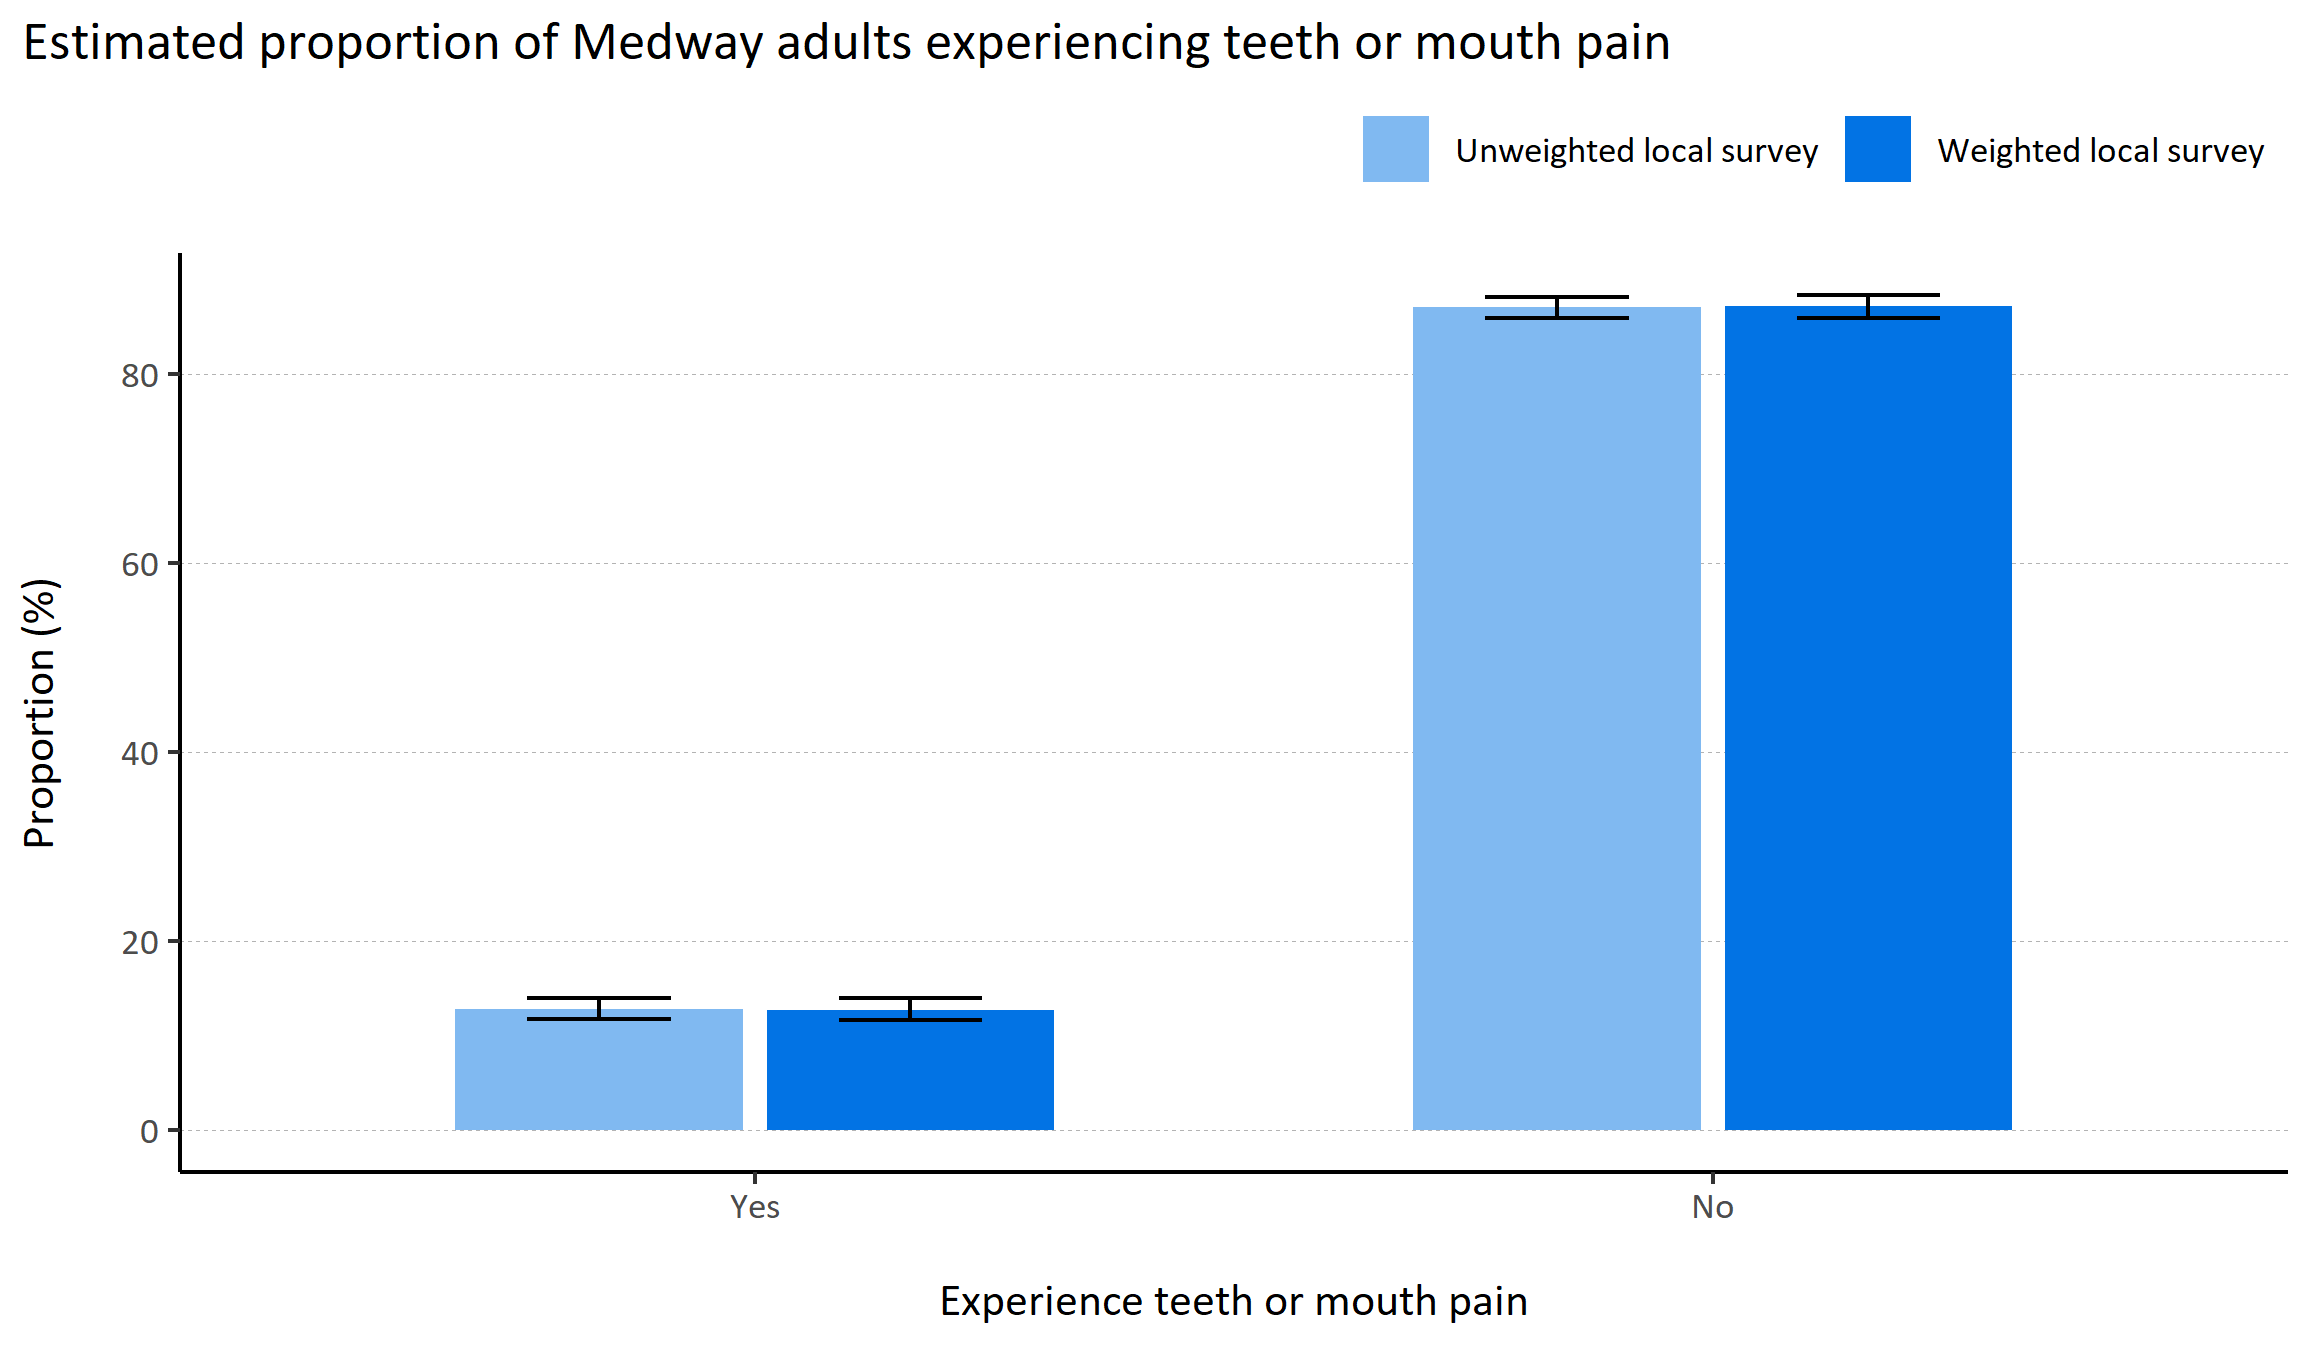 Estimated proportion of Medway adults experiencing teeth or mouth pain
Unweighted local survey Weighted local survey
Proportion (%)
80
60
40
20
0
Yes No
Experience teeth or mouth pain